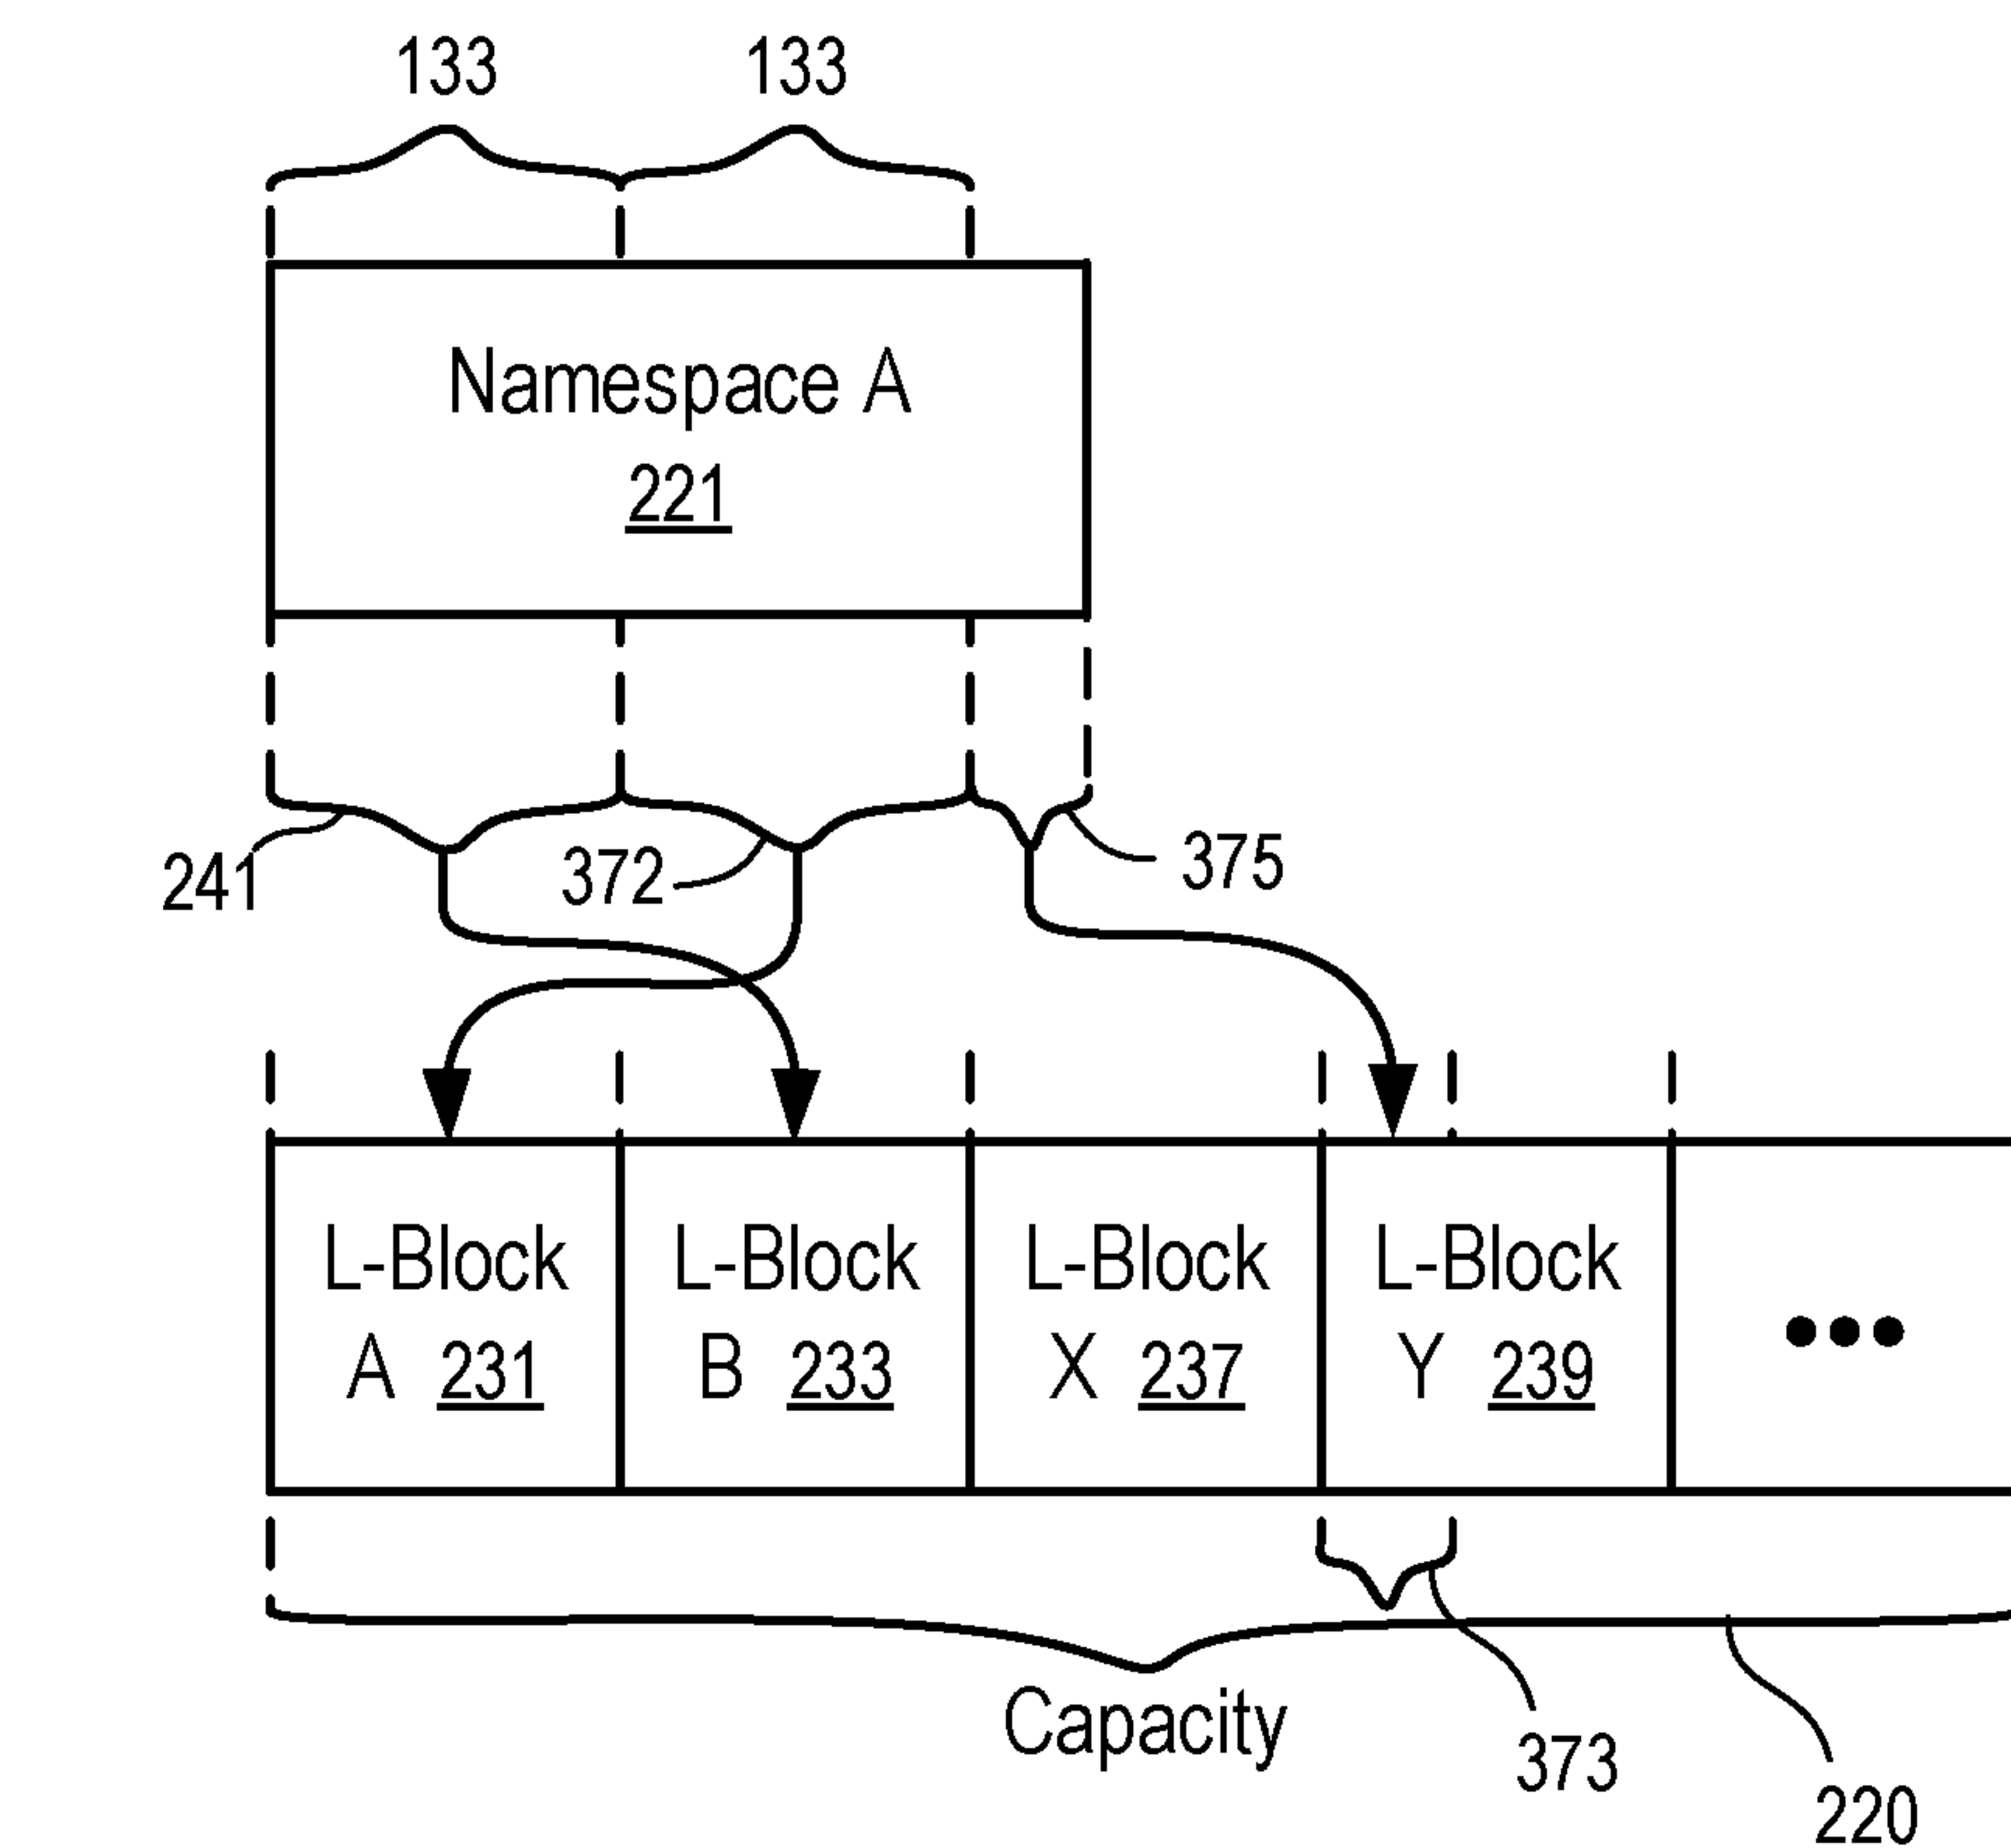 133 133
Namespace A
221
241 372 375
L-Block L-Block L-Block L-Block
A 231 B 233 X 237 Y 239
Capacity
373
220